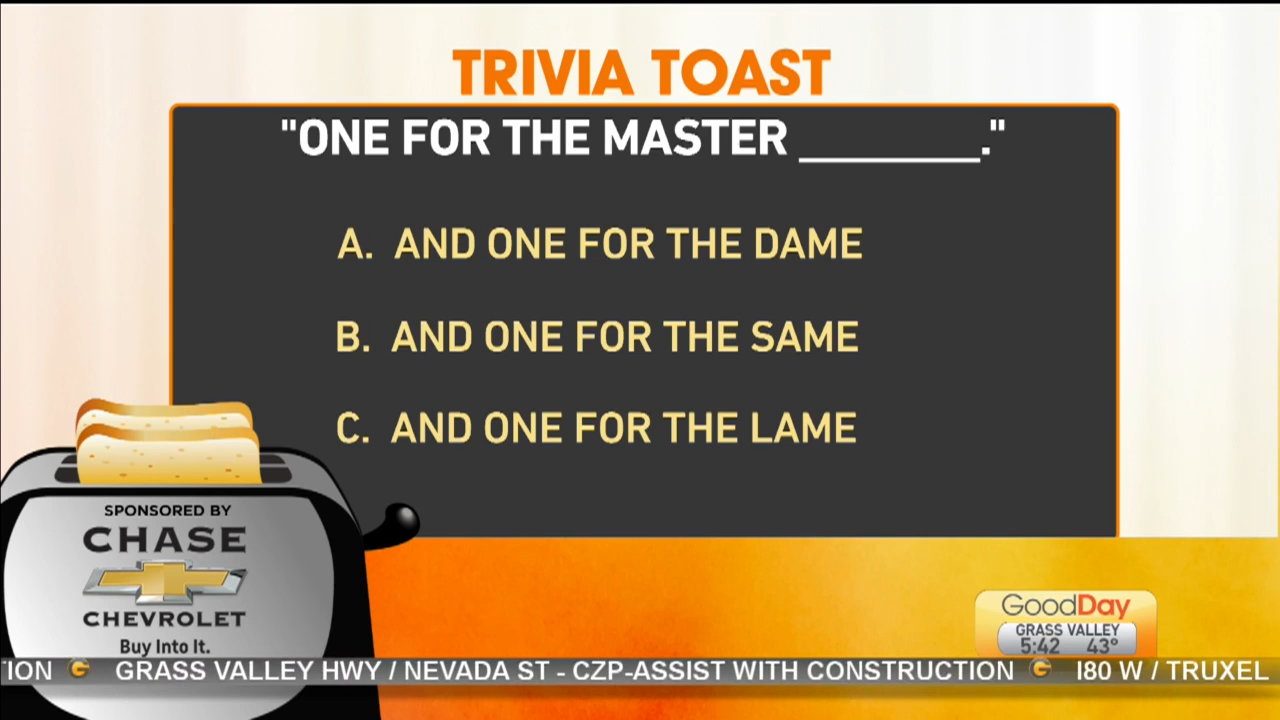 TRIVIA TOAST
"ONE FOR THE MASTER _______."
A. AND ONE FOR THE DAME
B. AND ONE FOR THE SAME
C. AND ONE FOR THE LAME
SPONSORED BY
CHASE
CHEVROLET
Buy Into It.
GoodDay
GRASS VALLEY
5:42 43°
TION G GRASS VALLEY HWY / NEVADA ST - CZP-ASSIST WITH CONSTRUCTION G I80 W / TRUXEL